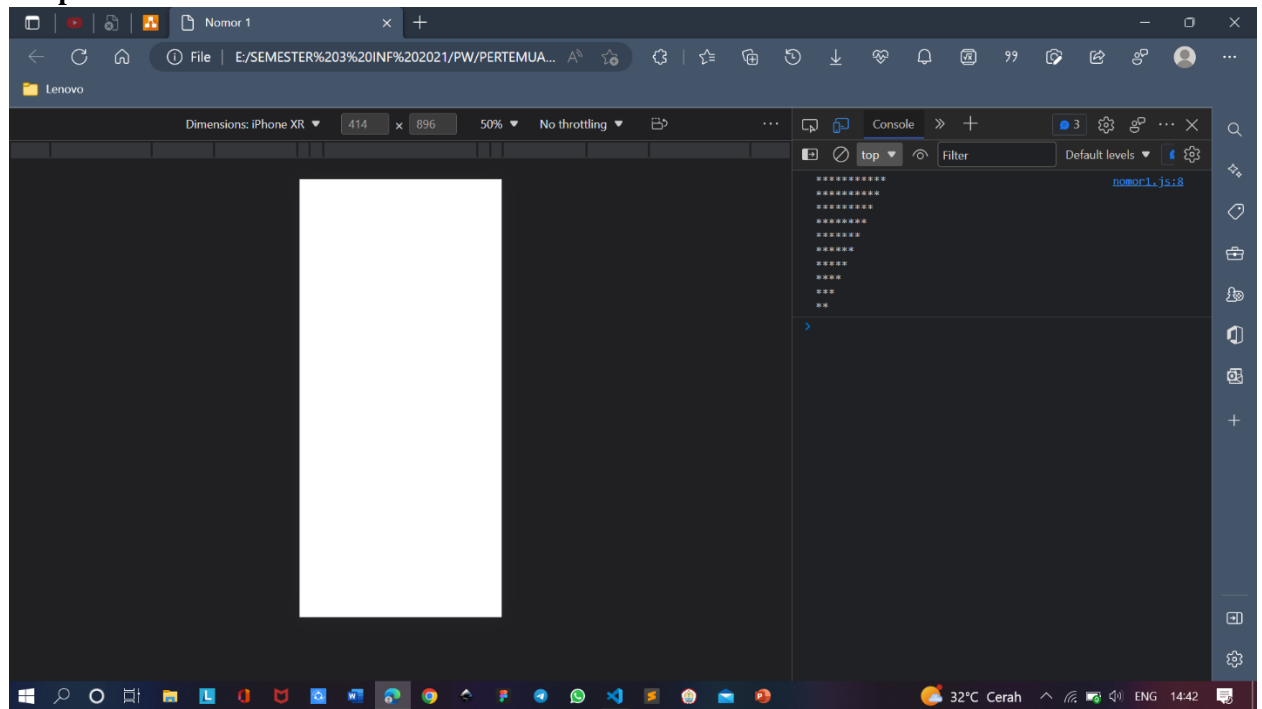 Nomor 1
File | E:/SEMESTER%203%20INF%202021/PW/PERTEMUA...
Lenovo
Dimensions: iPhone XR 414 x 896 50% No throttling
Console 3
top Filter Default levels
*********** nomor1.js:8
**********
*********
********
*******
******
*****
****
***
**
32°C Cerah ENG 14:42